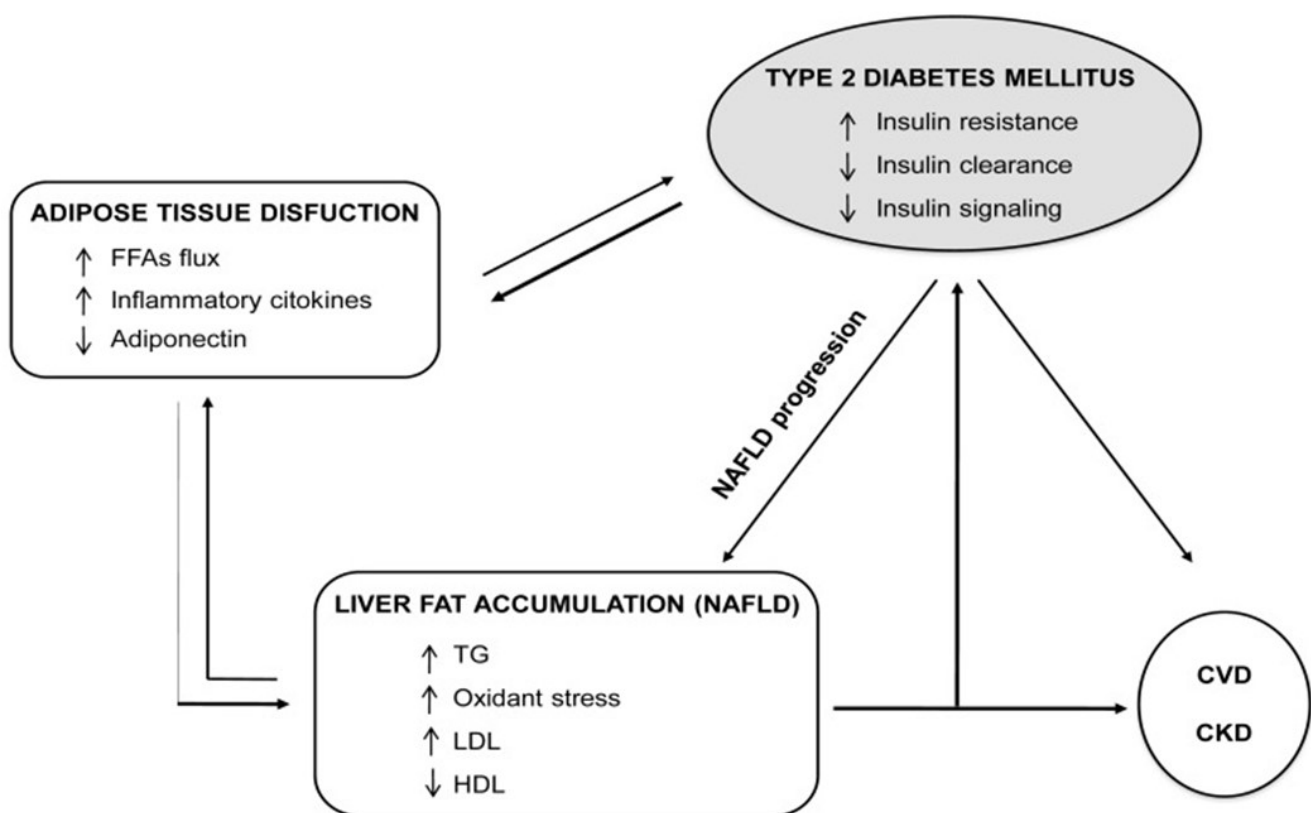 TYPE 2 DIABETES MELLITUS
↑ Insulin resistance
↓ Insulin clearance
↓ Insulin signaling
ADIPOSE TISSUE DISFUCTION
↑ FFAs flux
↑ Inflammatory citokines
↓ Adiponectin
NAFLD progression
LIVER FAT ACCUMULATION (NAFLD)
↑ TG
↑ Oxidant stress
↑ LDL
↓ HDL
CVD
CKD